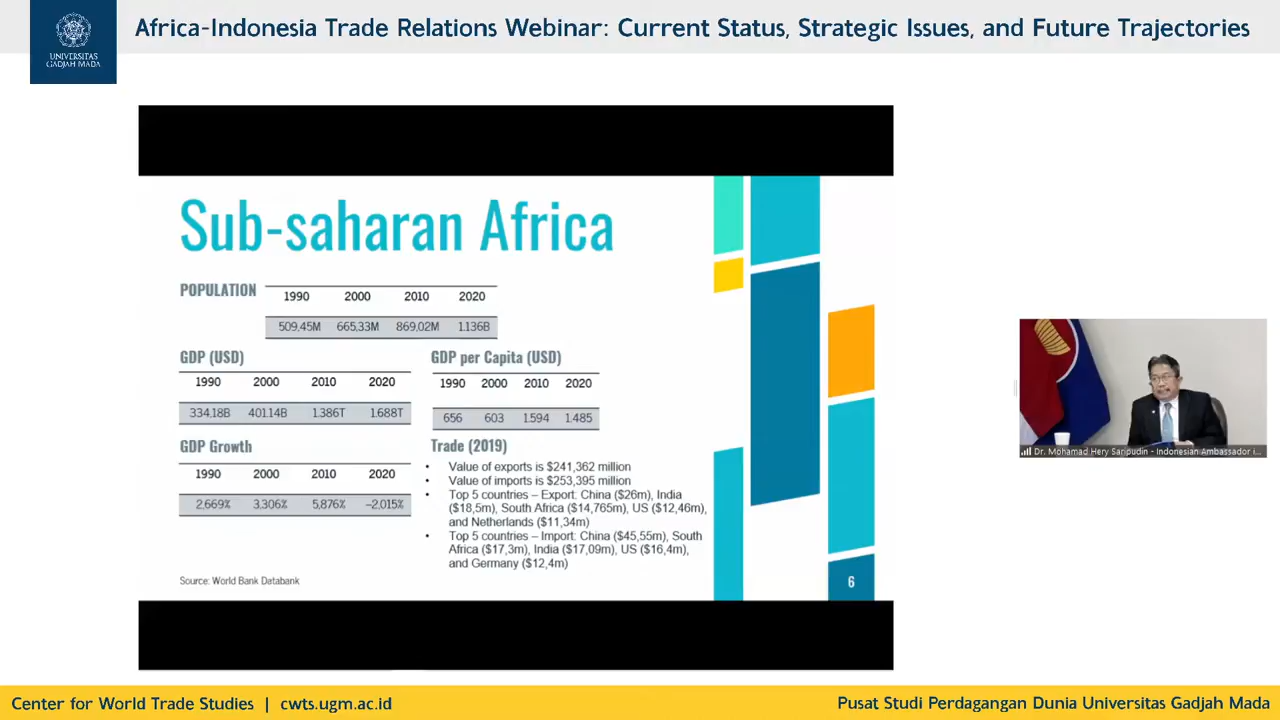 Africa-Indonesia Trade Relations Webinar: Current Status, Strategic Issues, and Future Trajectories
UNIVERSITAS
GADJAH MADA
Sub-saharan Africa
POPULATION
1990 2000 2010 2020
509,45M 665,33M 869,02M 1.136B
GDP (USD)
1990 2000 2010 2020
334,18B 401,14B 1.386T 1.688T
GDP per Capita (USD)
1990 2000 2010 2020
656 603 1.594 1.485
GDP Growth
1990 2000 2010 2020
2,669% 3,306% 5,876% -2,015%
Trade (2019)
• Value of exports is $241,362 million
• Value of imports is $253,395 million
• Top 5 countries – Export: China ($26m), India
($18,5m), South Africa ($14,765m), US ($12,46m),
and Netherlands ($11,34m)
• Top 5 countries – Import: China ($45,55m), South
Africa ($17,3m), India ($17,09m), US ($16,4m),
and Germany ($12,4m)
Source: World Bank Databank
6
Dr. Mohamad Hery Saripudin - Indonesian Ambassador i...
Center for World Trade Studies | cwts.ugm.ac.id
Pusat Studi Perdagangan Dunia Universitas Gadjah Mada